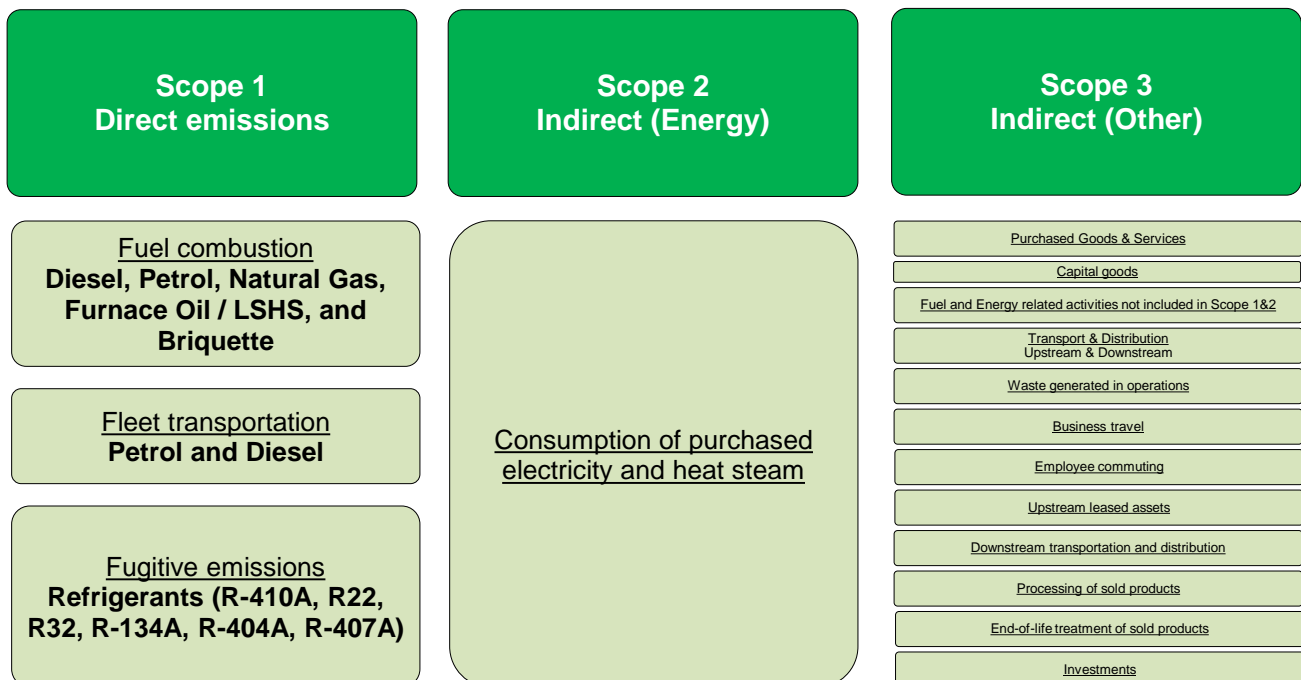 Scope 1
Direct emissions
Fuel combustion
Diesel, Petrol, Natural Gas,
Furnace Oil / LSHS, and
Briquette
Fleet transportation
Petrol and Diesel
Fugitive emissions
Refrigerants (R-410A, R22,
R32, R-134A, R-404A, R-407A)
Scope 2
Indirect (Energy)
Consumption of purchased
electricity and heat steam
Scope 3
Indirect (Other)
Purchased Goods & Services
Capital goods
Fuel and Energy related activities not included in Scope 1&2
Transport & Distribution
Upstream & Downstream
Waste generated in operations
Business travel
Employee commuting
Upstream leased assets
Downstream transportation and distribution
Processing of sold products
End-of-life treatment of sold products
Investments